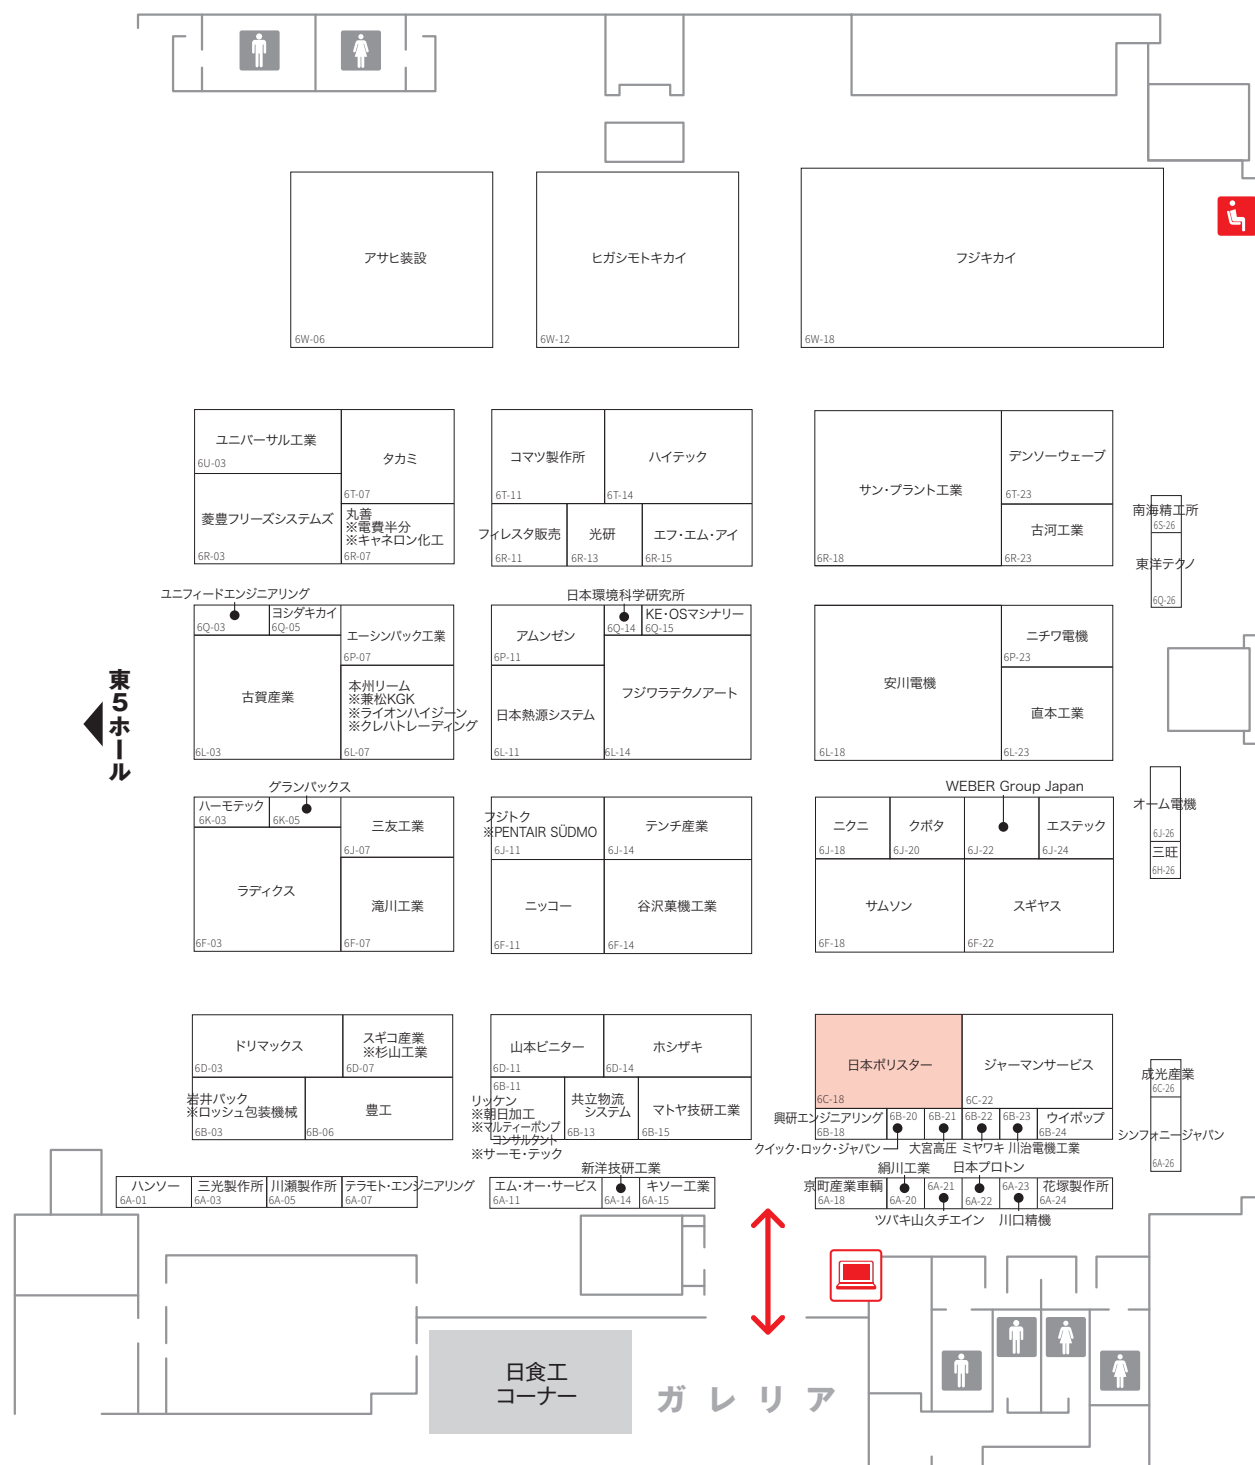 アサヒ装設
6W-06
ヒガシモトキカイ
6W-12
フジキカイ
6W-18
ユニバーサル工業
6U-03
タカミ
6T-07
菱豊フリーズシステムズ
6R-03
丸善
※電費半分
※キャネロン化工
6R-07
コマツ製作所
6T-11
ハイテック
6T-14
フィレスタ販売
6R-11
光研
6R-13
エフ・エム・アイ
6R-15
サン・プラント工業
6R-18
デンソーウェーブ
6T-23
古河工業
6R-23
南海精工所
6S-26
東洋テクノ
6Q-26
ユニフィードエンジニアリング
6Q-03
ヨシダキカイ
6Q-05
エーシンパック工業
6P-07
古賀産業
6L-03
本州リーム
※兼松KGK
※ライオンハイジーン
※クレハトレーディング
6L-07
日本環境科学研究所
6Q-14
KE・OSマシナリー
6Q-15
アムンゼン
6P-11
日本熱源システム
6L-11
フジワラテクノアート
6L-14
安川電機
6L-18
ニチワ電機
6P-23
直本工業
6L-23
東5ホール
グランパックス
ハーモテック
6K-03
6K-05
三友工業
6J-07
ラディクス
6F-03
滝川工業
6F-07
フジトク
※PENTAIR SÜDMO
6J-11
テンチ産業
6J-14
ニッコー
6F-11
谷沢菓機工業
6F-14
WEBER Group Japan
ニクニ
6J-18
クボタ
6J-20
6J-22
エステック
6J-24
サムソン
6F-18
スギヤス
6F-22
オーム電機
6J-26
三旺
6H-26
ドリマックス
6D-03
スギコ産業
※杉山工業
6D-07
岩井パック
※ロッシュ包装機械
6B-03
豊工
6B-06
山本ビニター
6D-11
ホシザキ
6D-14
6B-11
リッケン
※朝日加工
※マルティーポンプ
コンサルタント
※サーモ・テック
共立物流
システム
6B-13
マトヤ技研工業
6B-15
日本ポリスター
6C-18
ジャーマンサービス
6C-22
興研エンジニアリング
6B-18
6B-20
6B-21
6B-22
6B-23
ウイポップ
6B-24
クイック・ロック・ジャパン
大宮高圧
ミヤワキ
川治電機工業
成光産業
6C-26
シンフォニージャパン
6A-26
ハンソー
6A-01
三光製作所
6A-03
川瀬製作所
6A-05
テラモト・エンジニアリング
6A-07
新洋技研工業
エム・オー・サービス
6A-11
6A-14
キソー工業
6A-15
絹川工業
日本プロトン
京町産業車輌
6A-18
6A-20
6A-21
6A-22
6A-23
花塚製作所
6A-24
ツバキ山久チエイン
川口精機
日食工
コーナー
ガレリア